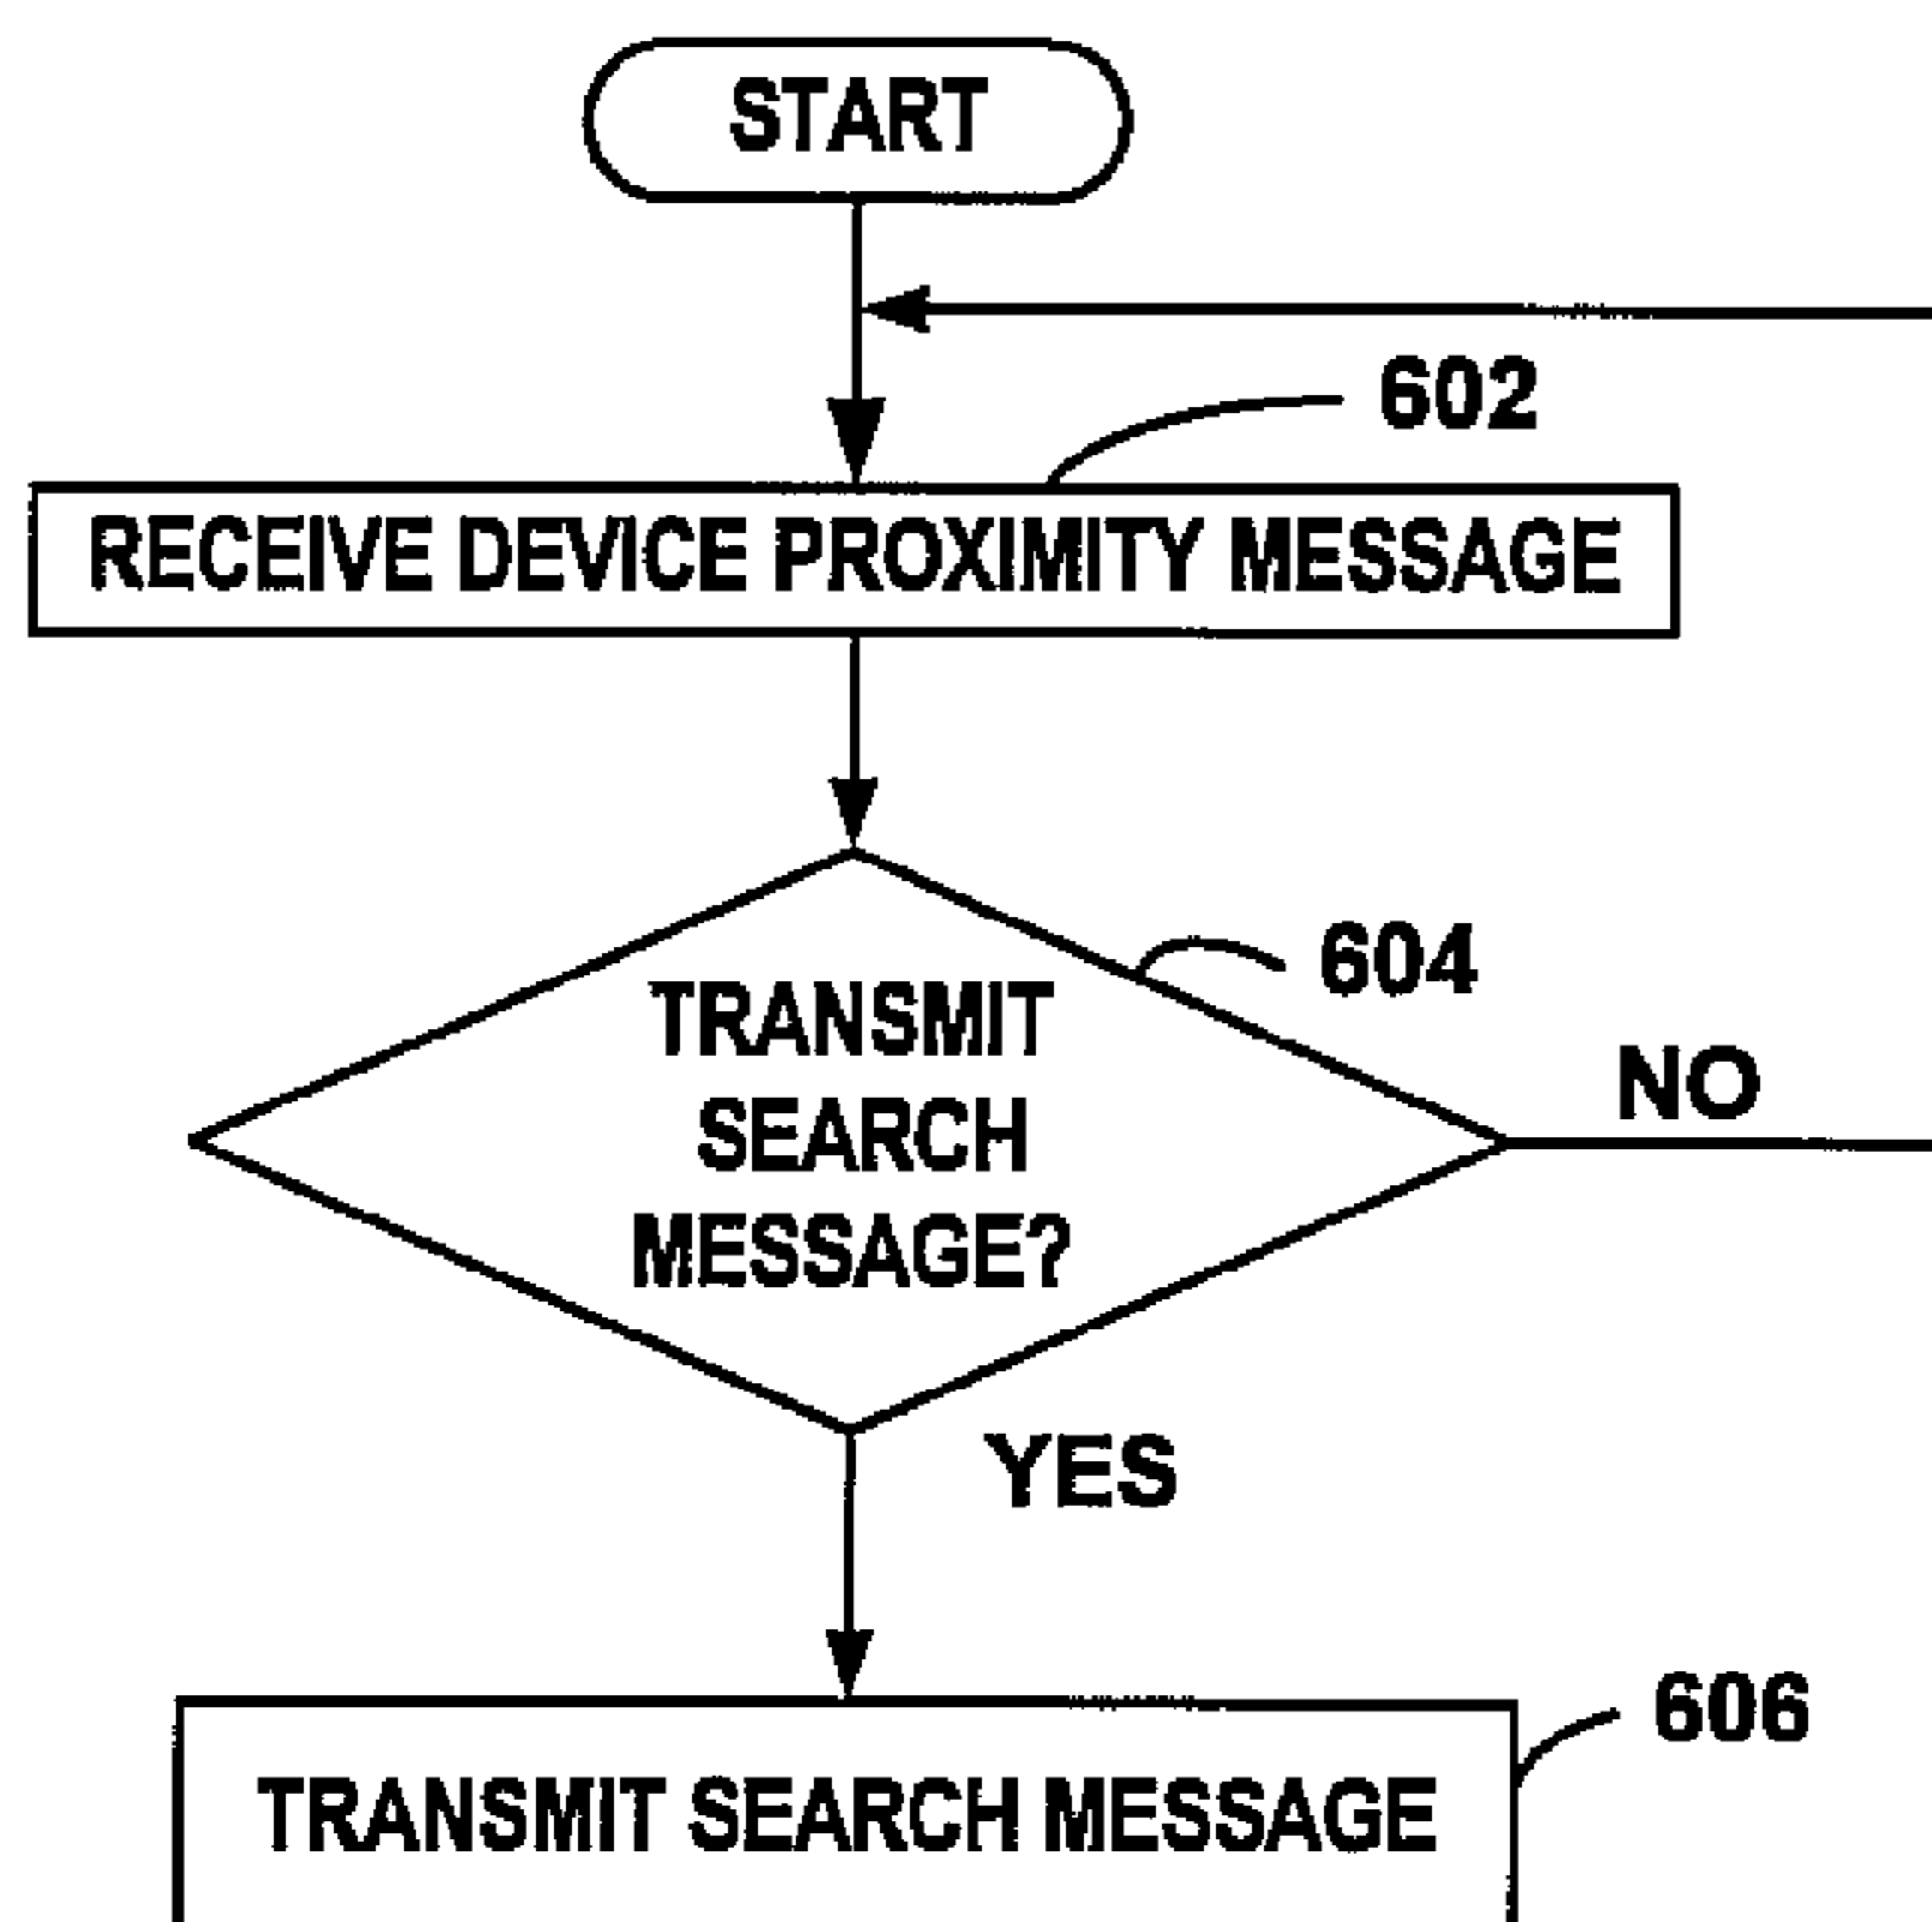 START
602
RECEIVE DEVICE PROXIMITY MESSAGE
604
TRANSMIT
SEARCH
MESSAGE?
NO
YES
606
TRANSMIT SEARCH MESSAGE